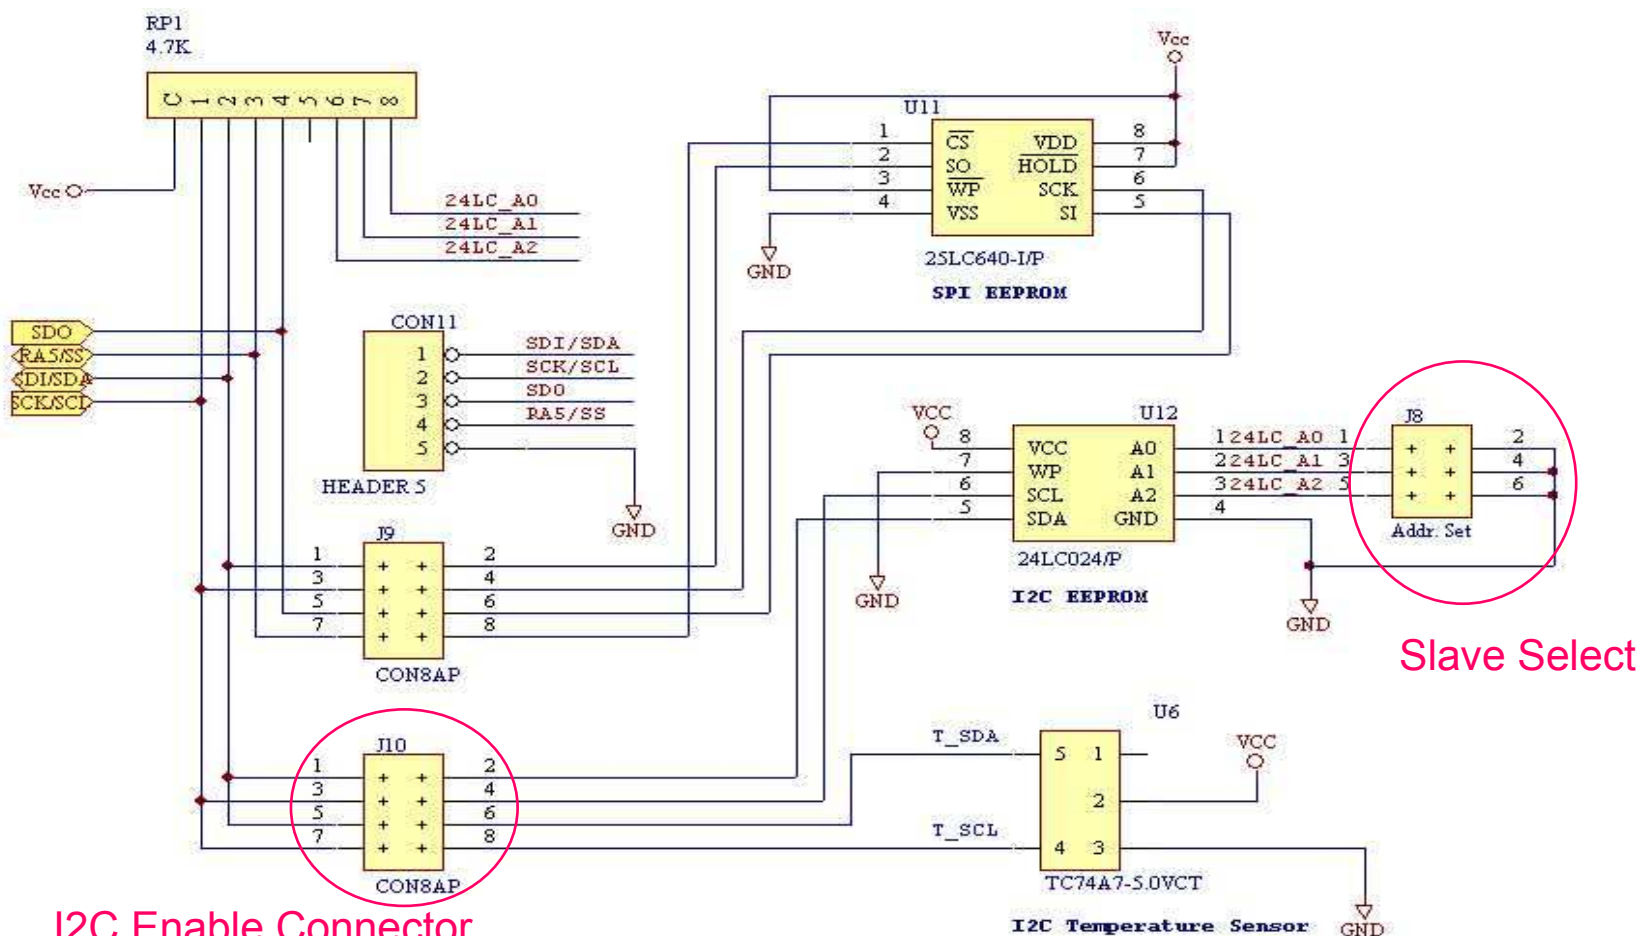 RP1
4.7K
C 1 2 3 4 5 6 7 8
Vcc
24LC_A0
24LC_A1
24LC_A2
SDO
RA5/SS
SDI/SDA
SCK/SCL
CON11
1 SDI/SDA
2 SCK/SCL
3 SDO
4 RA5/SS
5
HEADER 5
GND
Vcc
U11
1 CS VDD 8
2 SO HOLD 7
3 WP SCK 6
4 VSS SI 5
GND
25LC640-I/P
SPI EEPROM
VCC
U12
8 VCC A0 1 24LC_A0 1
7 WP A1 2 24LC_A1 3
6 SCL A2 3 24LC_A2 5
5 SDA GND 4
24LC024/P
I2C EEPROM
GND
GND
J8
2
4
6
Addr. Set
Slave Select
J9
1 2
3 4
5 6
7 8
CON8AP
J10
1 2
3 4
5 6
7 8
CON8AP
I2C Enable Connector
U6
T_SDA 5 1
VCC
2
T_SCL 4 3
TC74A7-5.0VCT
I2C Temperature Sensor
GND